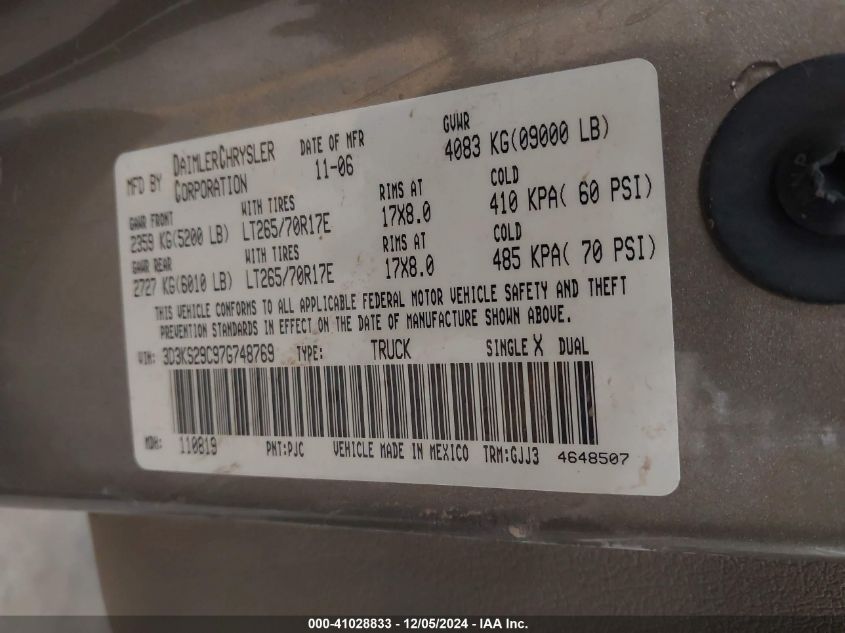 MFD BY DAIMLERCHRYSLER CORPORATION DATE OF MFR 11-06 GVWR 4083 KG(09000 LB)
GAWR FRONT WITH TIRES RIMS AT COLD
2359 KG(5200 LB) LT265/70R17E 17X8.0 410 KPA( 60 PSI)
GAWR REAR WITH TIRES RIMS AT COLD
2727 KG(6010 LB) LT265/70R17E 17X8.0 485 KPA( 70 PSI)
THIS VEHICLE CONFORMS TO ALL APPLICABLE FEDERAL MOTOR VEHICLE SAFETY AND THEFT
PREVENTION STANDARDS IN EFFECT ON THE DATE OF MANUFACTURE SHOWN ABOVE.
VIN: 3D3KS29C97G748769 TYPE: TRUCK SINGLE X DUAL
MDH: 110819 PNT:PJC VEHICLE MADE IN MEXICO TRM:GJJ3 4648507
000-41028833 - 12/05/2024 - IAA Inc.